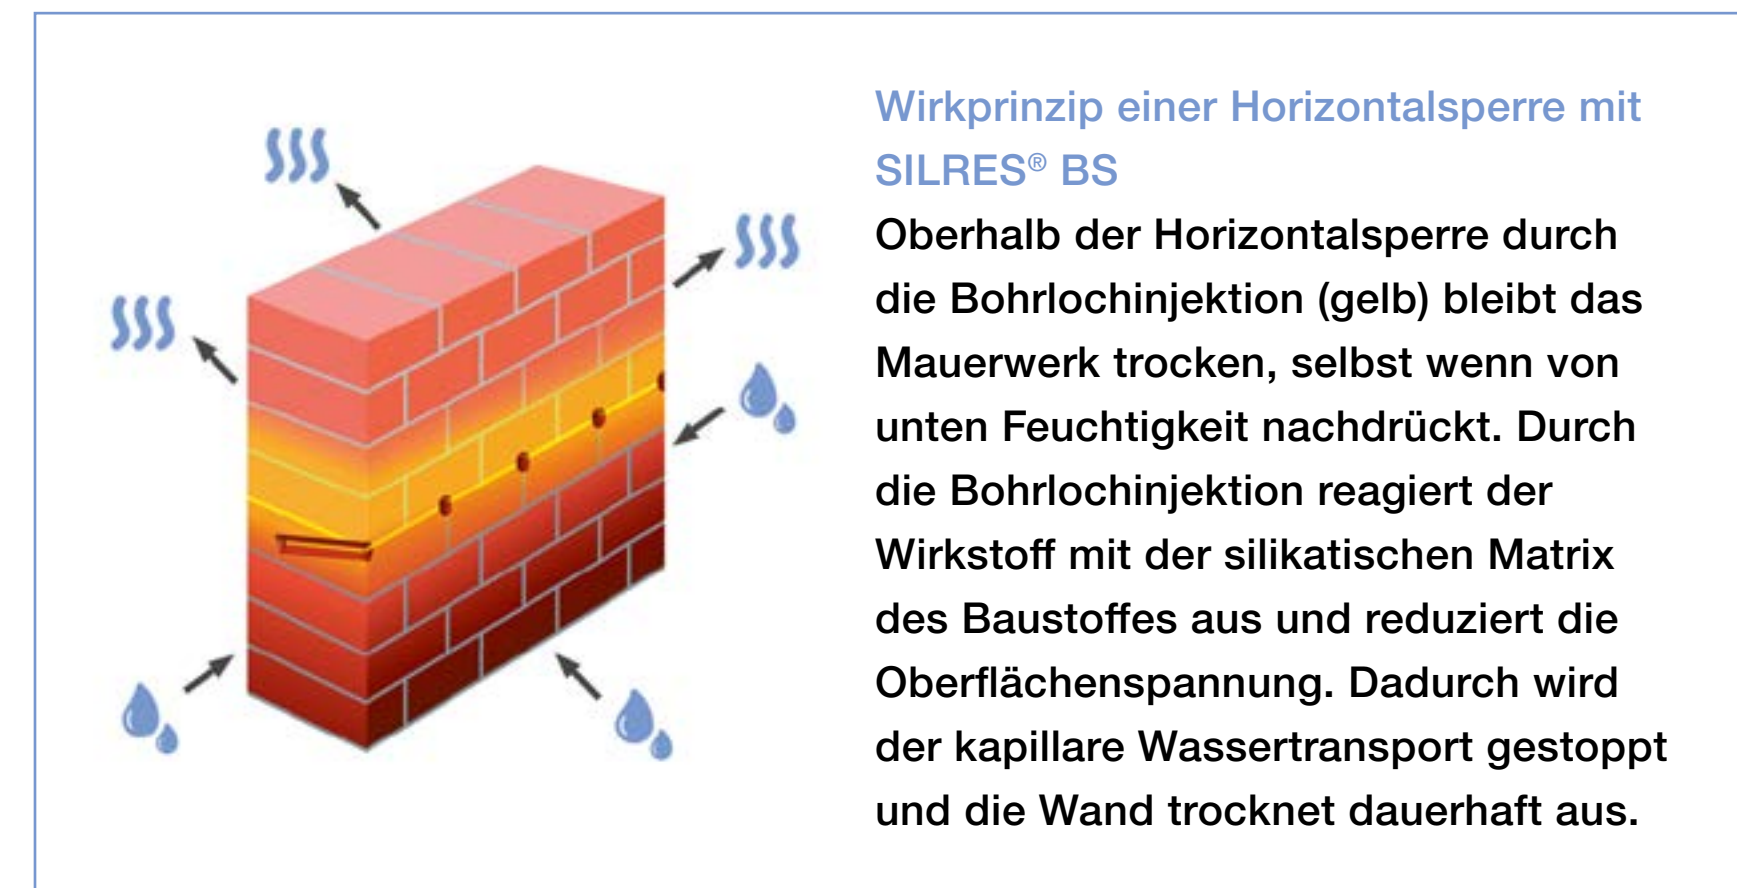 Wirkprinzip einer Horizontalsperre mit
SILRES® BS
Oberhalb der Horizontalsperre durch
die Bohrlochinjektion (gelb) bleibt das
Mauerwerk trocken, selbst wenn von
unten Feuchtigkeit nachdrückt. Durch
die Bohrlochinjektion reagiert der
Wirkstoff mit der silikatischen Matrix
des Baustoffes aus und reduziert die
Oberflächenspannung. Dadurch wird
der kapillare Wassertransport gestoppt
und die Wand trocknet dauerhaft aus.